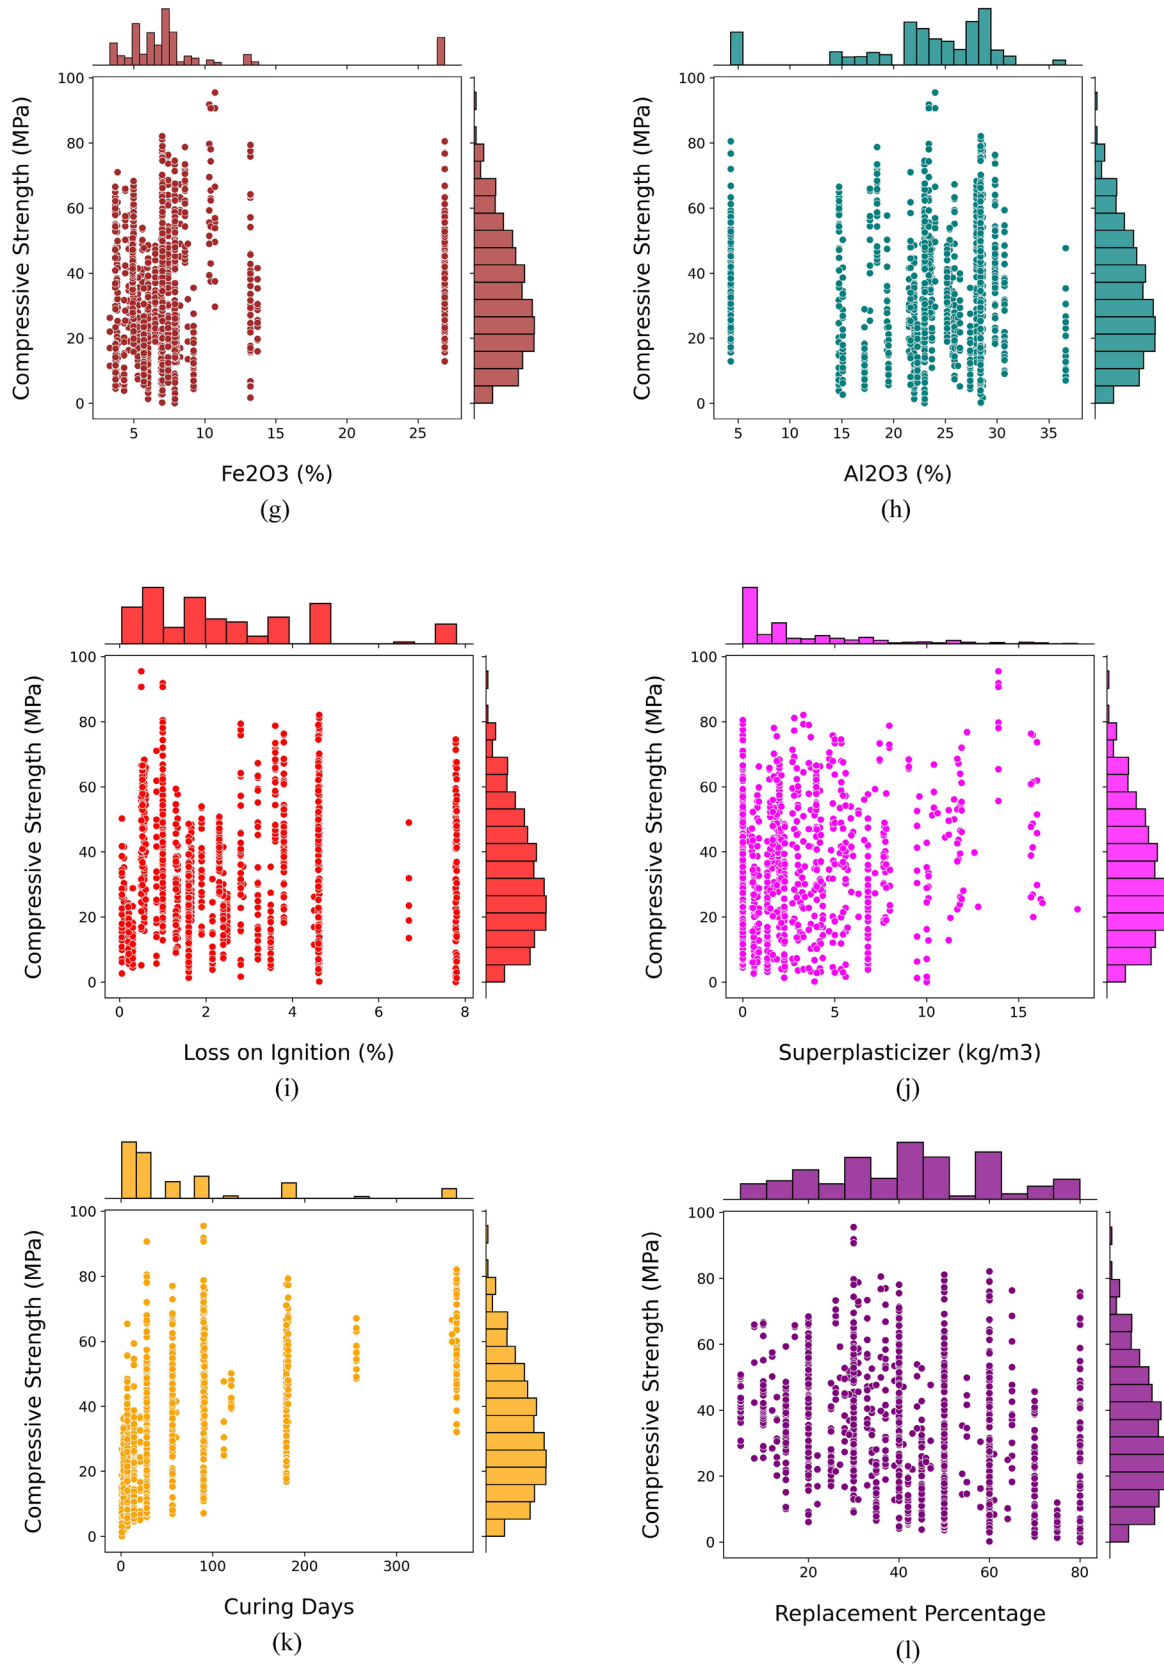 100
80
60
40
20
0
Compressive Strength (MPa)
5 10 15 20 25
Fe2O3 (%)
(g)
100
80
60
40
20
0
Compressive Strength (MPa)
5 10 15 20 25 30 35
Al2O3 (%)
(h)
100
80
60
40
20
0
Compressive Strength (MPa)
0 2 4 6 8
Loss on Ignition (%)
(i)
100
80
60
40
20
0
Compressive Strength (MPa)
0 5 10 15
Superplasticizer (kg/m3)
(j)
100
80
60
40
20
0
Compressive Strength (MPa)
0 100 200 300
Curing Days
(k)
100
80
60
40
20
0
Compressive Strength (MPa)
20 40 60 80
Replacement Percentage
(l)